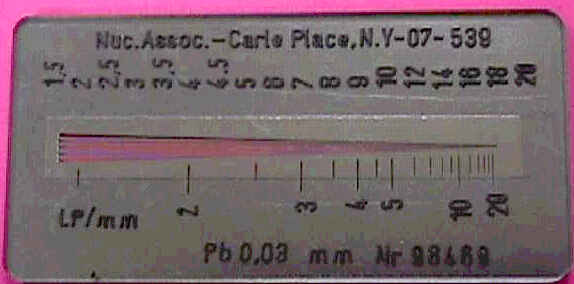 Nuc.Assoc.-Carle Place,N.Y-07-539
1,5 2 2,5 3 3,5 4 4,5 5 6 7 8 9 10 12 14 16 18 20
2 3 4 5 10 20
LP/mm
Pb 0,03 mm Nr 98489